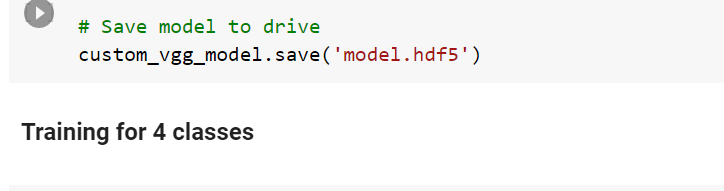 # Save model to drive
custom_vgg_model.save('model.hdf5')
Training for 4 classes